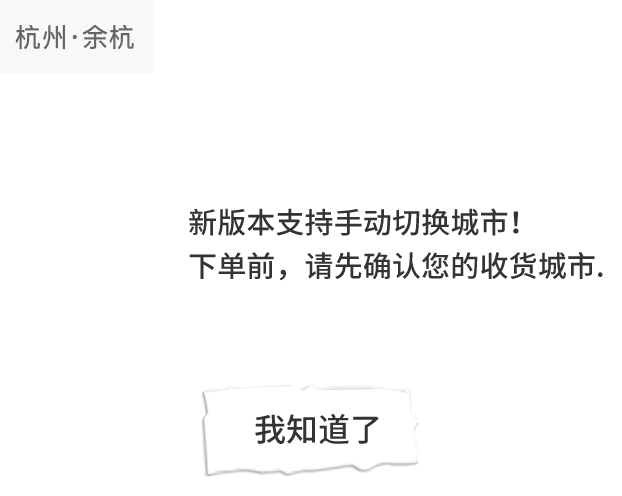 杭州·余杭
新版本支持手动切换城市！
下单前，请先确认您的收货城市.
我知道了